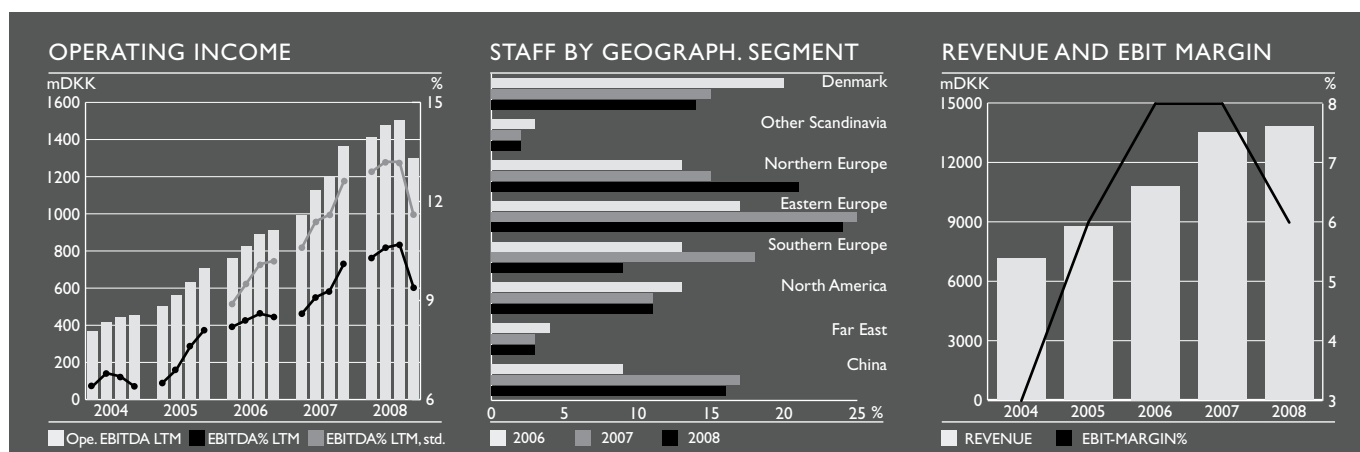 OPERATING INCOME
mDKK %
1600 15
1400
1200 12
1000
800
600 9
400
200
0 6
2004 2005 2006 2007 2008
Ope. EBITDA LTM EBITDA% LTM EBITDA% LTM, std.
STAFF BY GEOGRAPH. SEGMENT
Denmark
Other Scandinavia
Northern Europe
Eastern Europe
Southern Europe
North America
Far East
China
0 5 10 15 20 25 %
2006 2007 2008
REVENUE AND EBIT MARGIN
mDKK %
15000 8
12000 7
9000 6
6000 5
3000 4
0 3
2004 2005 2006 2007 2008
REVENUE EBIT-MARGIN%